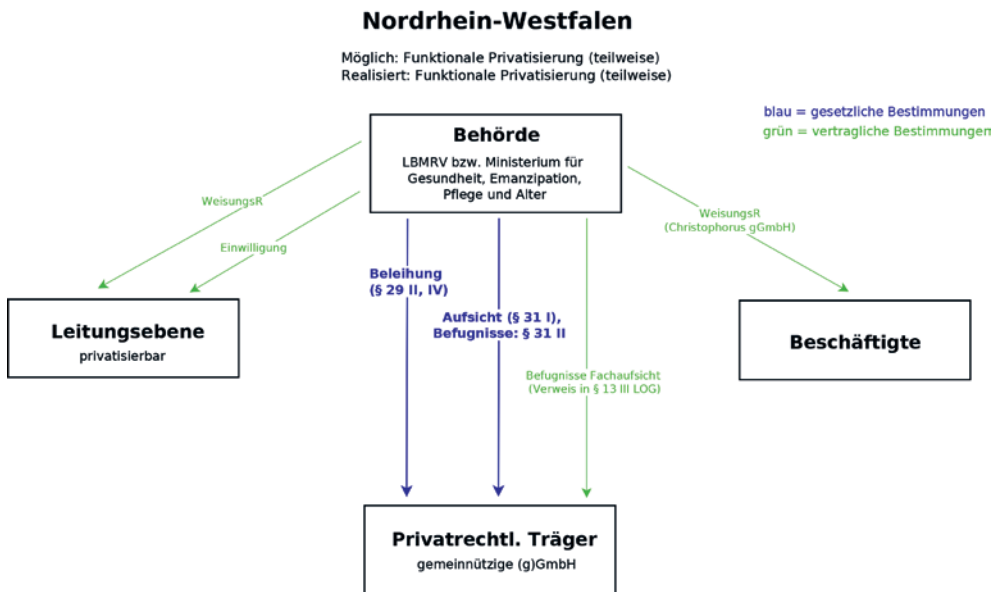 Nordrhein-Westfalen
Möglich: Funktionale Privatisierung (teilweise)
Realisiert: Funktionale Privatisierung (teilweise)
blau = gesetzliche Bestimmungen
grün = vertragliche Bestimmungen
Behörde
LBMRV bzw. Ministerium für
Gesundheit, Emanzipation,
Pflege und Alter
WeisungsR
Einwilligung
WeisungsR
(Christophorus gGmbH)
Beleihung
(§ 29 II, IV)
Aufsicht (§ 31 I),
Befugnisse: § 31 II
Befugnisse Fachaufsicht
(Verweis in § 13 III LOG)
Leitungsebene
privatisierbar
Beschäftigte
Privatrechtl. Träger
gemeinnützige (g)GmbH